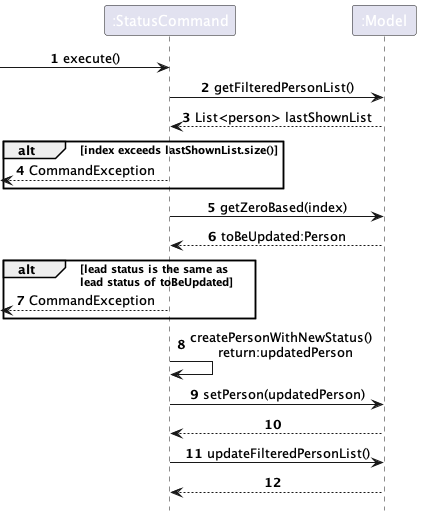 :StatusCommand
:Model
1 execute()
2 getFilteredPersonList()
3 List<person> lastShownList
alt [index exceeds lastShownList.size()]
4 CommandException
5 getZeroBased(index)
6 toBeUpdated:Person
alt [lead status is the same as
lead status of toBeUpdated]
7 CommandException
8 createPersonWithNewStatus()
return:updatedPerson
9 setPerson(updatedPerson)
10
11 updateFilteredPersonList()
12